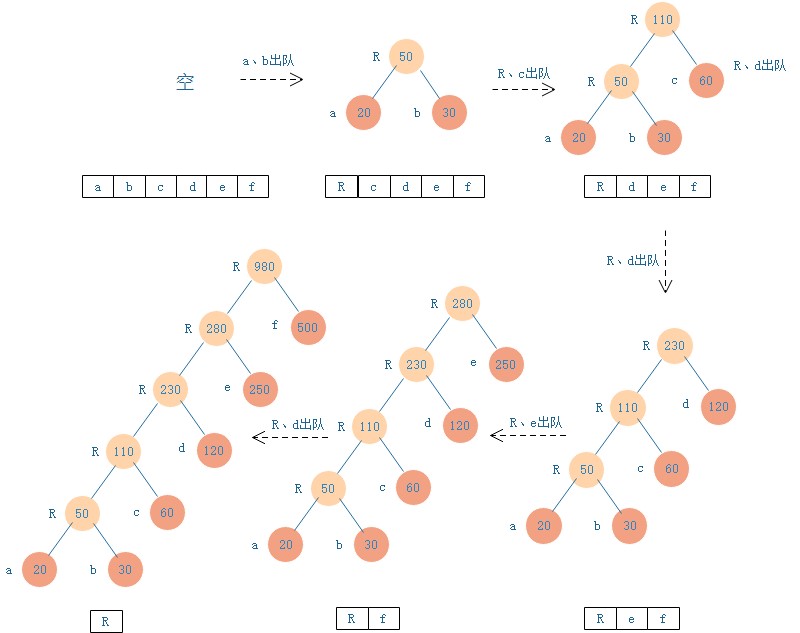 空
a、b出队
a b c d e f
R 50
a 20 b 30
R c d e f
R、c出队
R 110
R 50 c 60
a 20 b 30
R、d出队
R d e f
R、d出队
R 230
R 110 d 120
R 50 c 60
a 20 b 30
R e f
R、e出队
R 280
R 230 e 250
R 110 d 120
R 50 c 60
a 20 b 30
R f
R、d出队
R 980
R 280 f 500
R 230 e 250
R 110 d 120
R 50 c 60
a 20 b 30
R